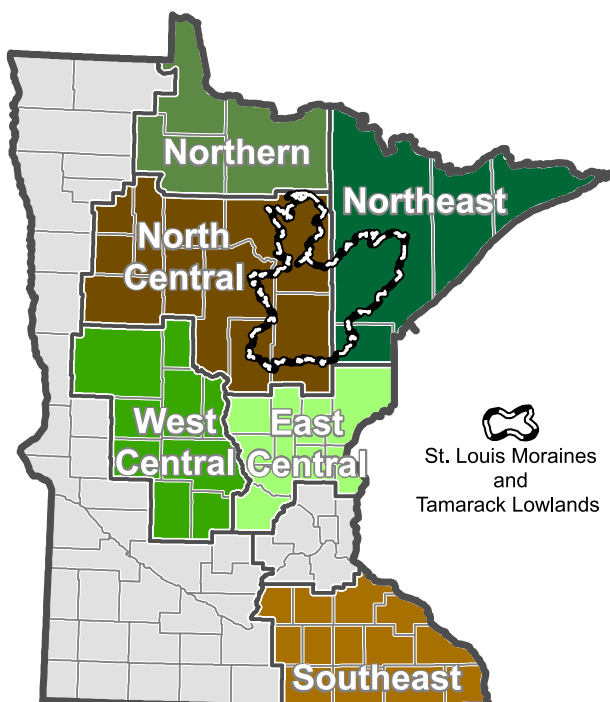 Northern
Northeast
North
Central
West
Central
East
Central
St. Louis Moraines
and
Tamarack Lowlands
Southeast